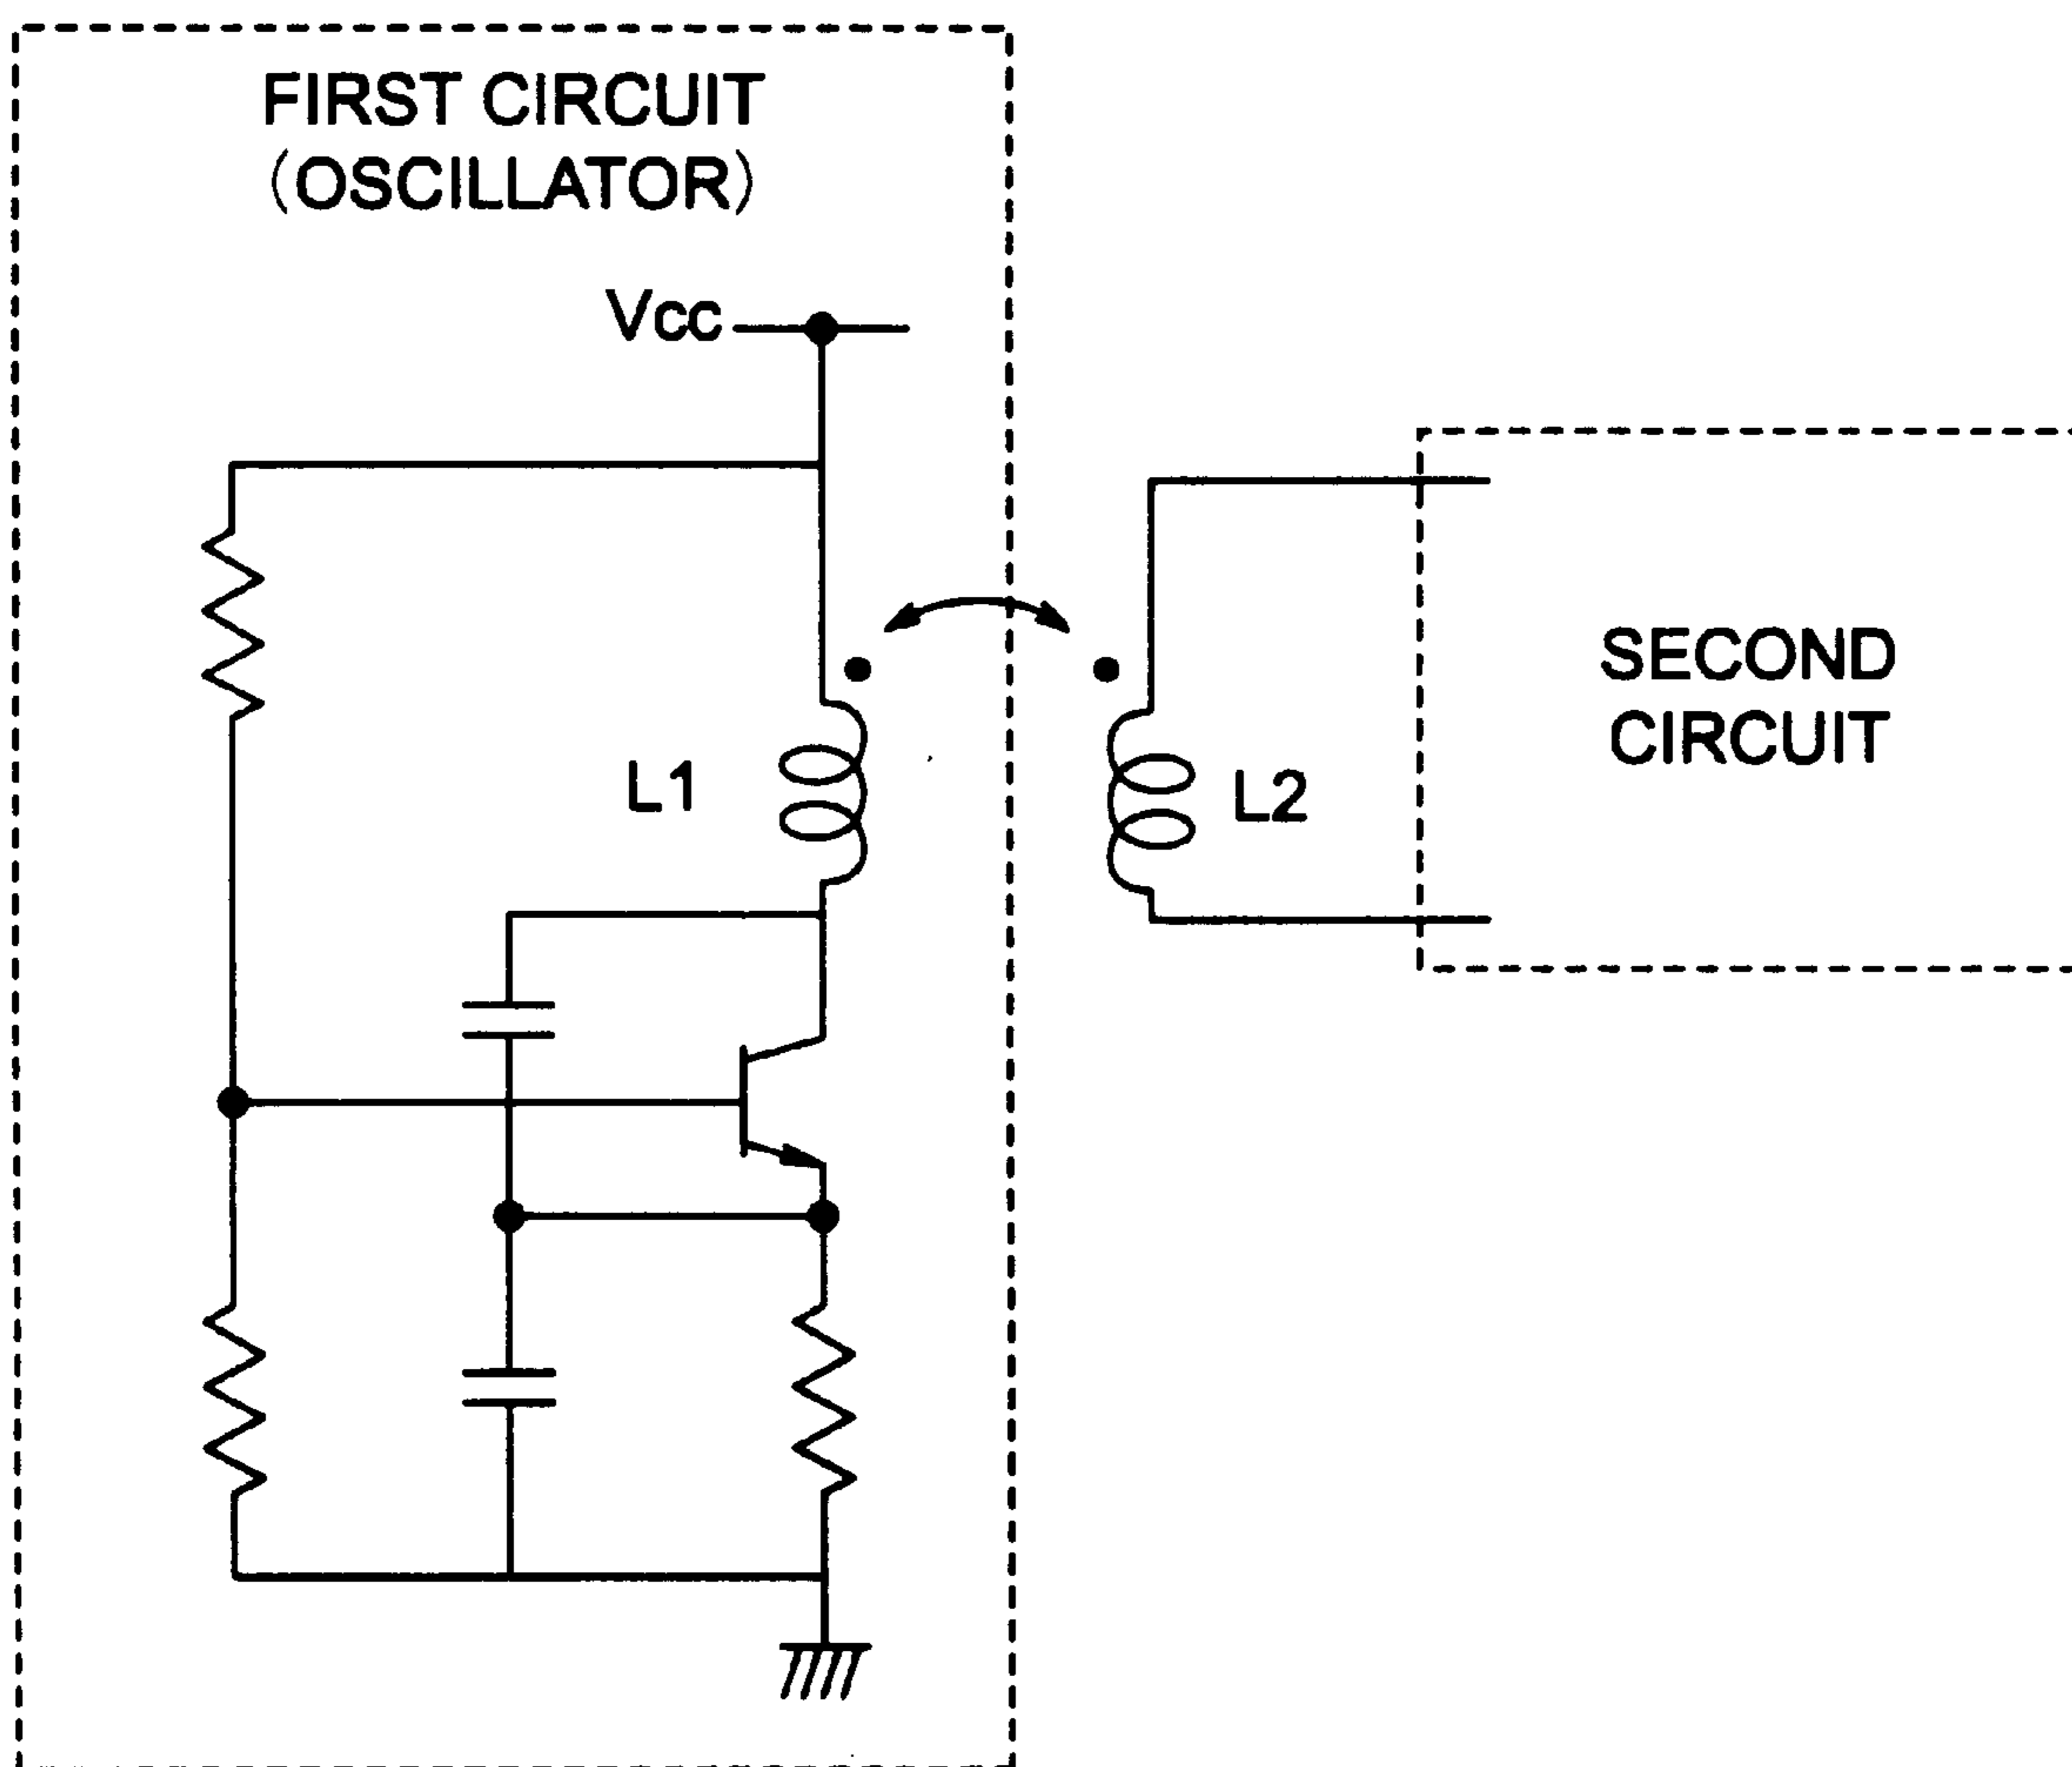 FIRST CIRCUIT
(OSCILLATOR)
Vcc
SECOND
CIRCUIT
L1
L2